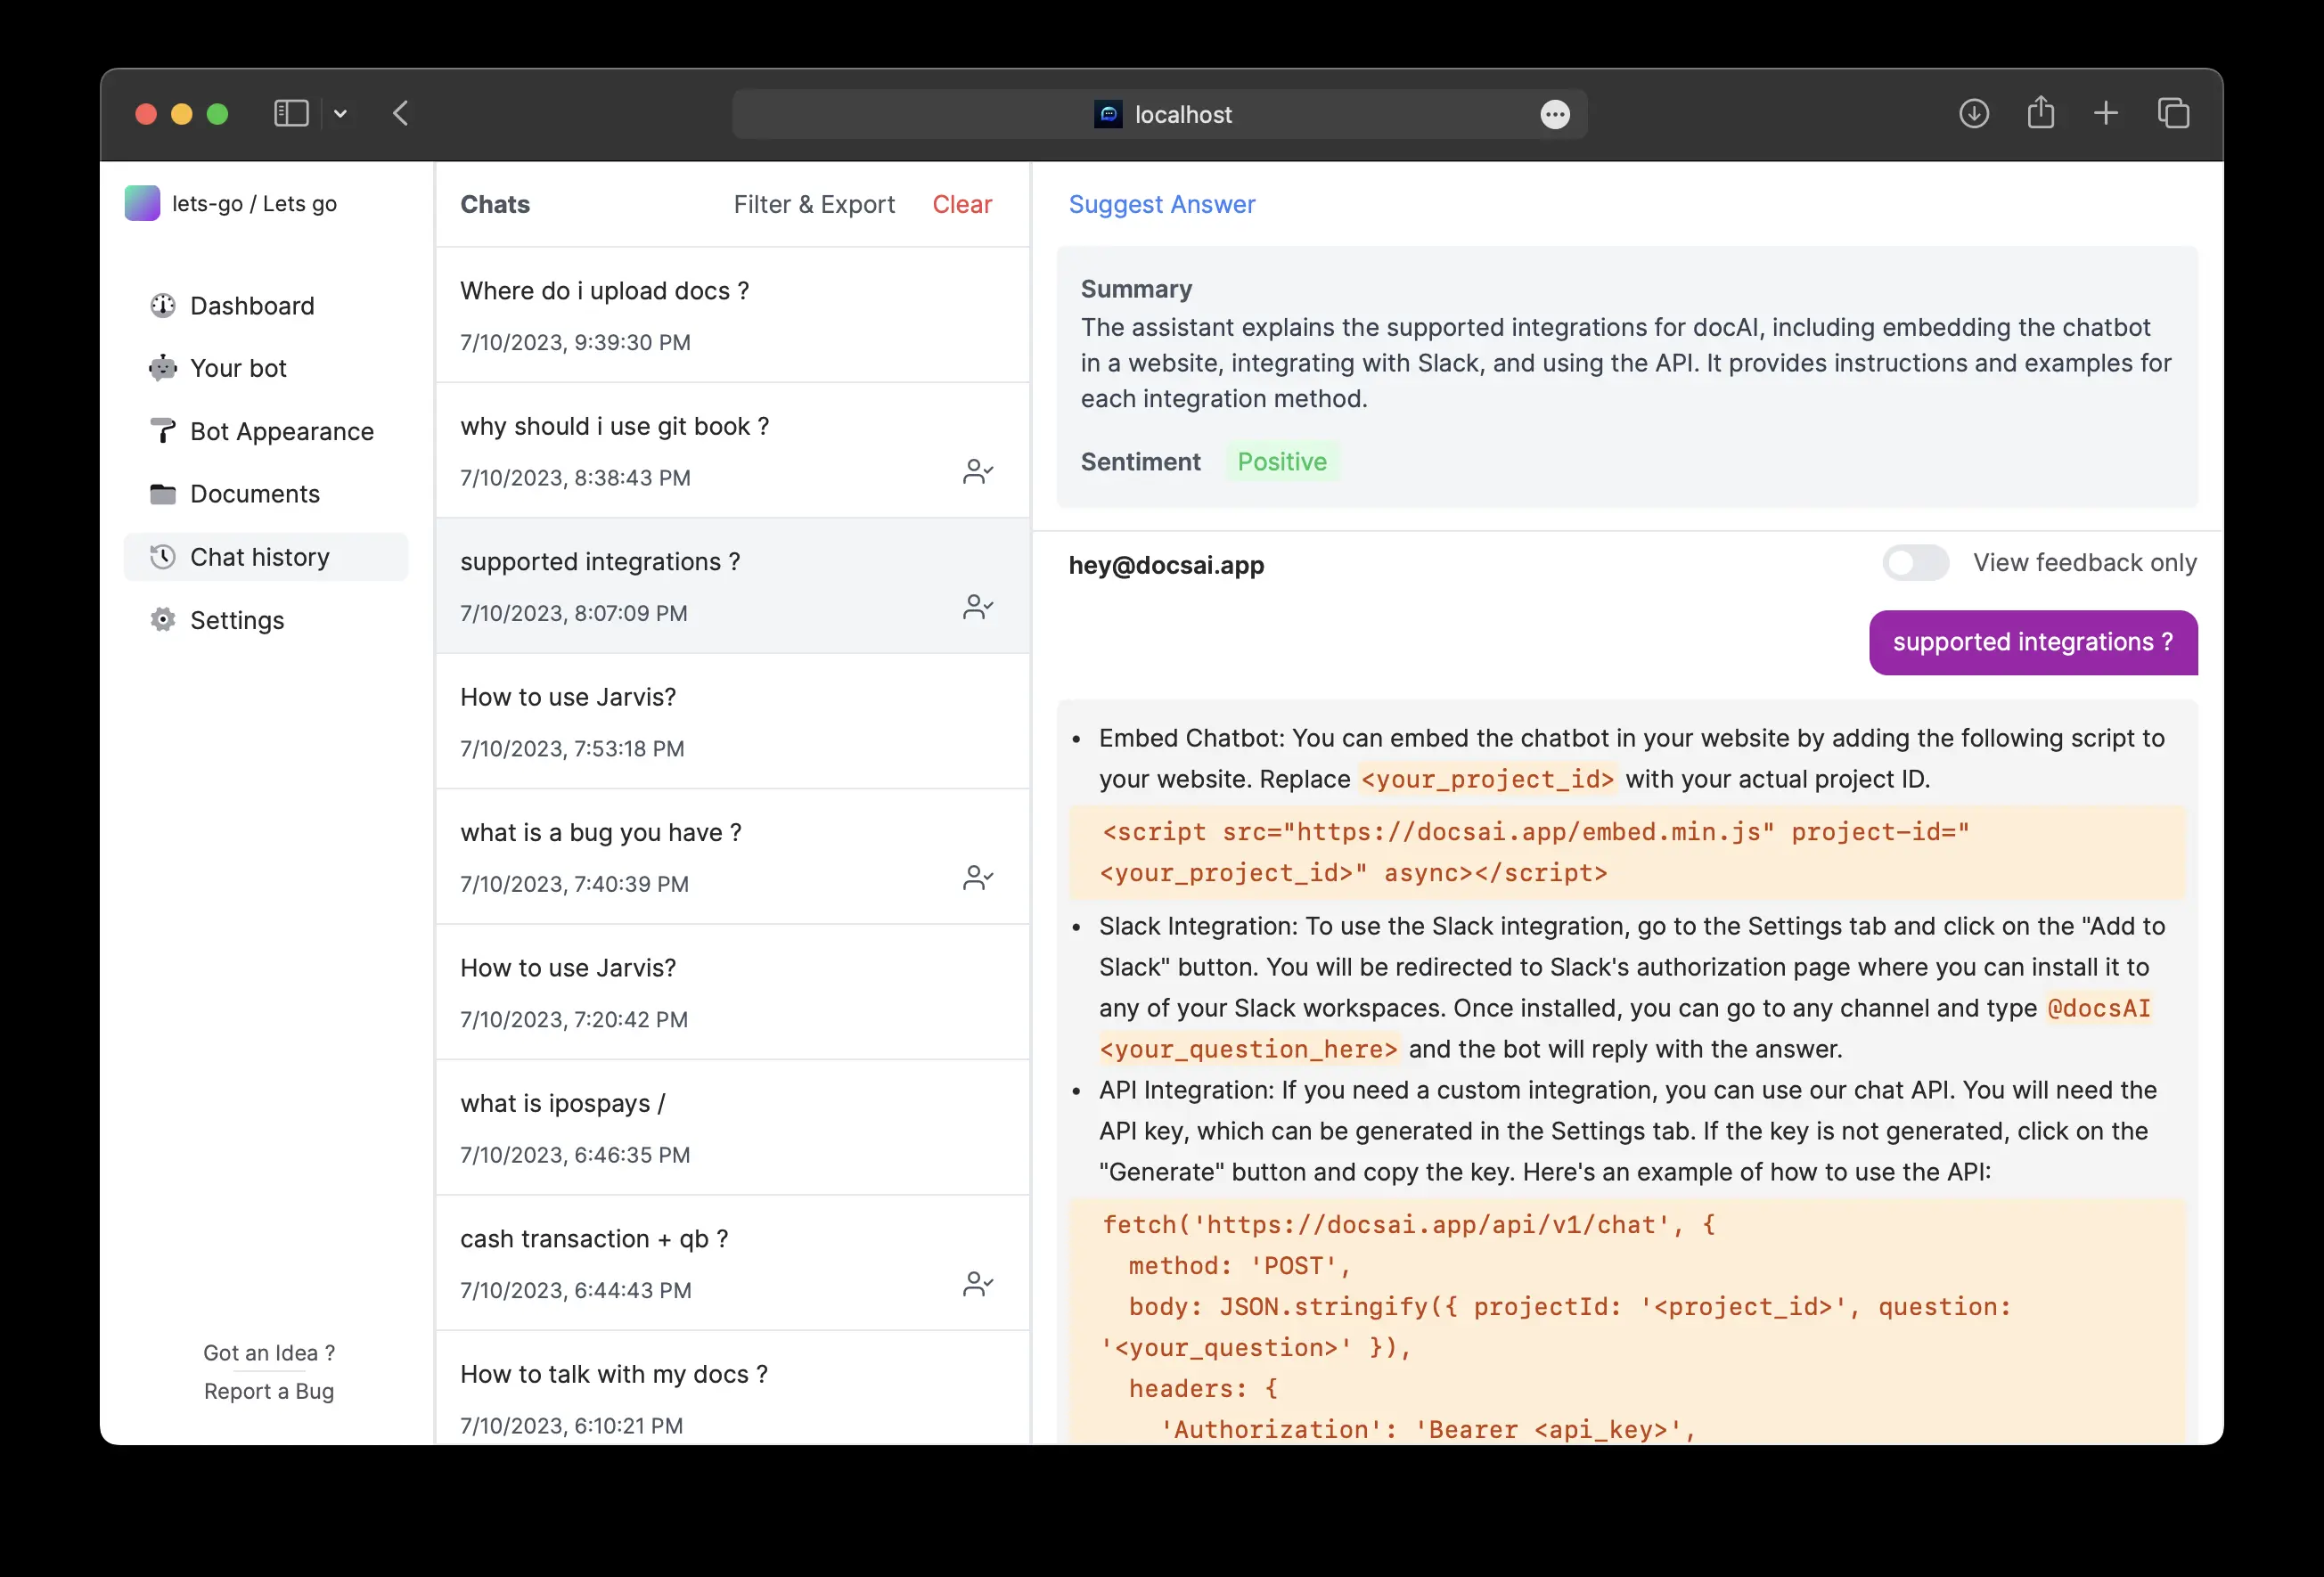 localhost
lets-go / Lets go
Dashboard
Your bot
Bot Appearance
Documents
Chat history
Settings
Got an Idea ?
Report a Bug
Chats
Filter & Export
Clear
Where do i upload docs ?
7/10/2023, 9:39:30 PM
why should i use git book ?
7/10/2023, 8:38:43 PM
supported integrations ?
7/10/2023, 8:07:09 PM
How to use Jarvis?
7/10/2023, 7:53:18 PM
what is a bug you have ?
7/10/2023, 7:40:39 PM
How to use Jarvis?
7/10/2023, 7:20:42 PM
what is ipospays /
7/10/2023, 6:46:35 PM
cash transaction + qb ?
7/10/2023, 6:44:43 PM
How to talk with my docs ?
7/10/2023, 6:10:21 PM
Suggest Answer
Summary
The assistant explains the supported integrations for docAI, including embedding the chatbot
in a website, integrating with Slack, and using the API. It provides instructions and examples for
each integration method.
Sentiment Positive
hey@docsai.app
View feedback only
supported integrations ?
• Embed Chatbot: You can embed the chatbot in your website by adding the following script to
your website. Replace <your_project_id> with your actual project ID.
<script src="https://docsai.app/embed.min.js" project-id="
<your_project_id>" async></script>
• Slack Integration: To use the Slack integration, go to the Settings tab and click on the "Add to
Slack" button. You will be redirected to Slack's authorization page where you can install it to
any of your Slack workspaces. Once installed, you can go to any channel and type @docsAI
<your_question_here> and the bot will reply with the answer.
• API Integration: If you need a custom integration, you can use our chat API. You will need the
API key, which can be generated in the Settings tab. If the key is not generated, click on the
"Generate" button and copy the key. Here's an example of how to use the API:
fetch('https://docsai.app/api/v1/chat', {
method: 'POST',
body: JSON.stringify({ projectId: '<project_id>', question:
'<your_question>' }),
headers: {
'Authorization': 'Bearer <api_key>',